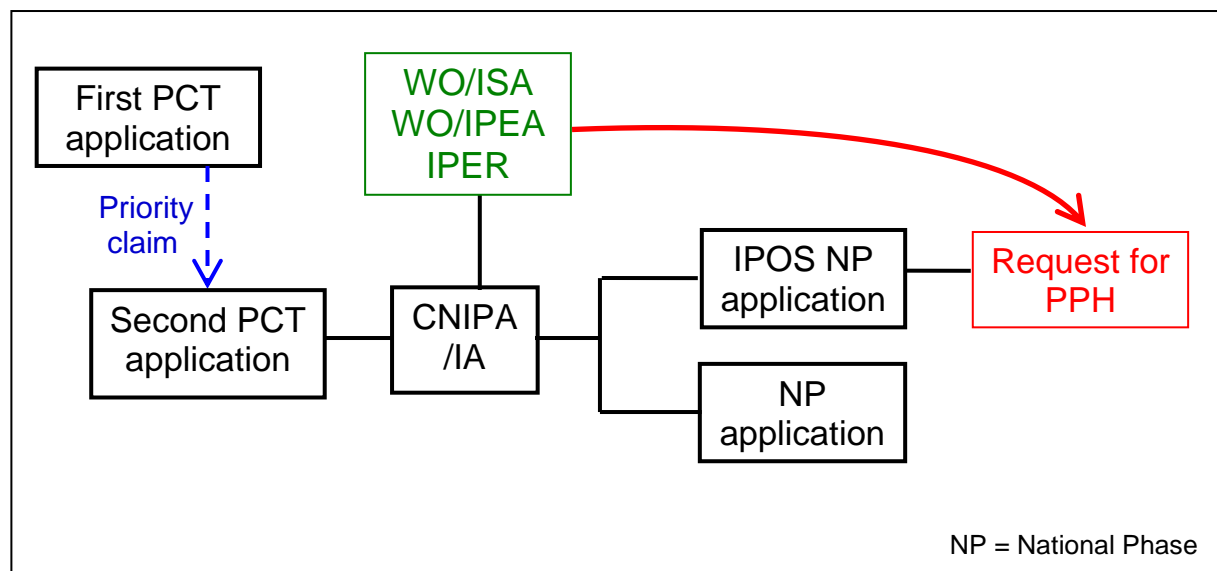 First PCT
application
Priority
claim
Second PCT
application
WO/ISA
WO/IPEA
IPER
CNIPA
/IA
IPOS NP
application
NP
application
Request for
PPH
NP = National Phase